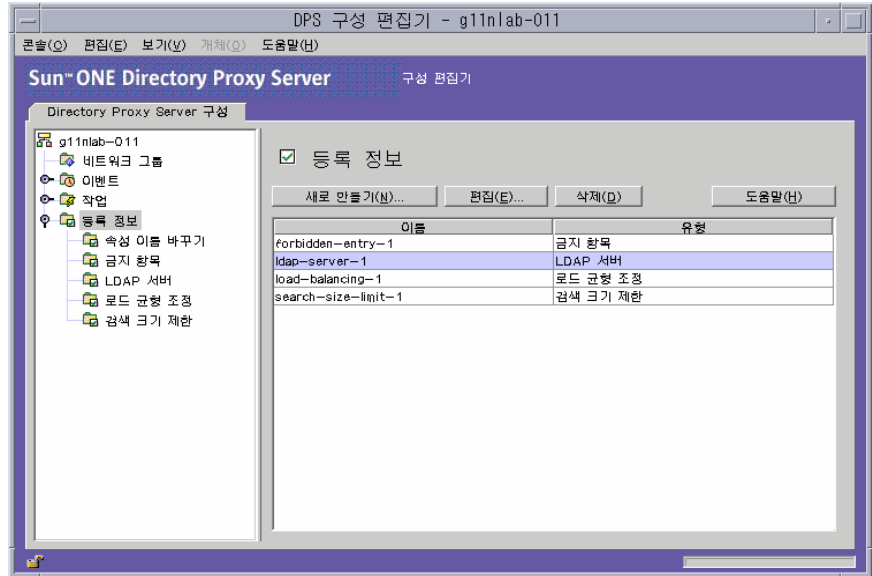 DPS 구성 편집기 - g11nlab-011
콘솔(O) 편집(E) 보기(V) 개체(O) 도움말(H)
Sun™ ONE Directory Proxy Server 구성 편집기
Directory Proxy Server 구성
g11nlab-011
비트워크 그룹
이벤트
작업
등록 정보
속성 이름 바꾸기
금지 항목
LDAP 서버
로드 균형 조정
검색 크기 제한
등록 정보
새로 만들기(N)... 편집(E)... 삭제(D) 도움말(H)
이름 유형
forbidden-entry-1 금지 항목
ldap-server-1 LDAP 서버
load-balancing-1 로드 균형 조정
search-size-limit-1 검색 크기 제한